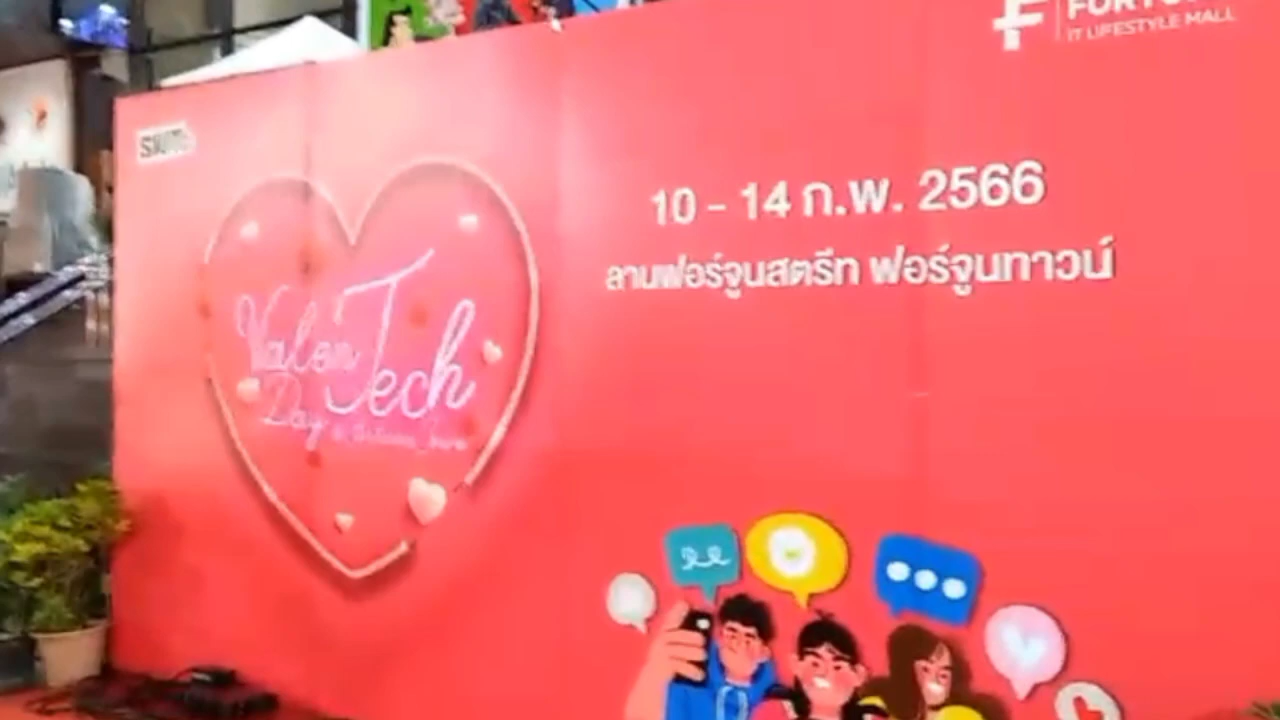 IT LIFESTYLE MALL
10 - 14 ก.พ. 2566
ลานฟอร์จูนสตรีท ฟอร์จูนทาวน์
Valen Tech
Day